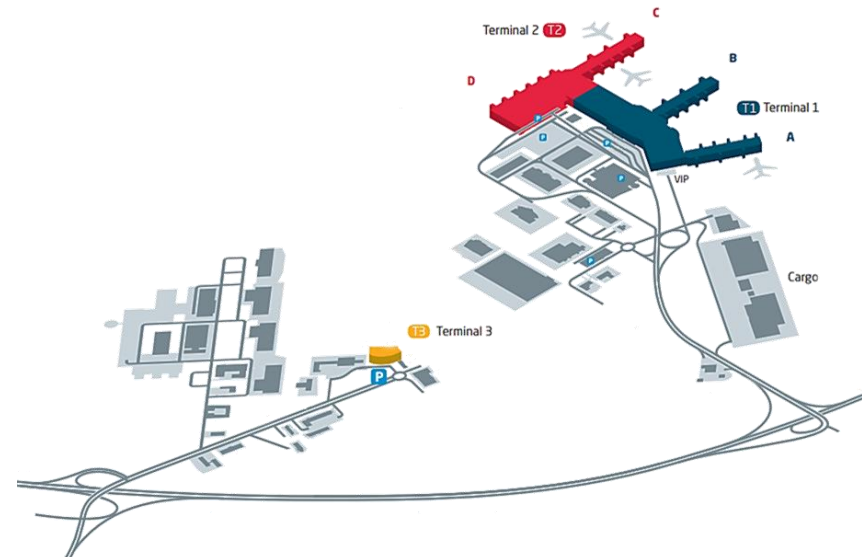 C
Terminal 2 T2
B
D
T1 Terminal 1
P
A
P
P
VIP
P
P
Cargo
T3 Terminal 3
P